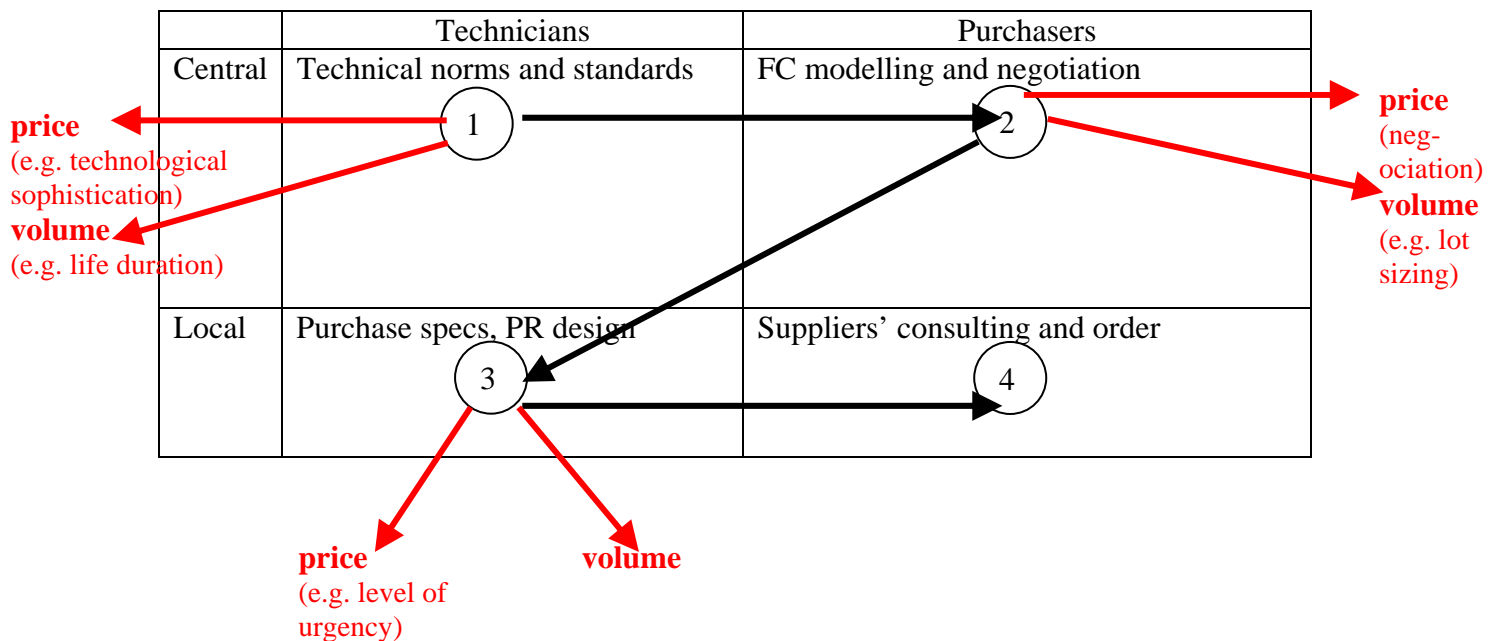 Technicians
Purchasers
Central
Technical norms and standards
FC modelling and negotiation
1
2
price
(e.g. technological
sophistication)
volume
(e.g. life duration)
price
(neg-
ociation)
volume
(e.g. lot
sizing)
Local
Purchase specs, PR design
Suppliers’ consulting and order
3
4
price
(e.g. level of
urgency)
volume